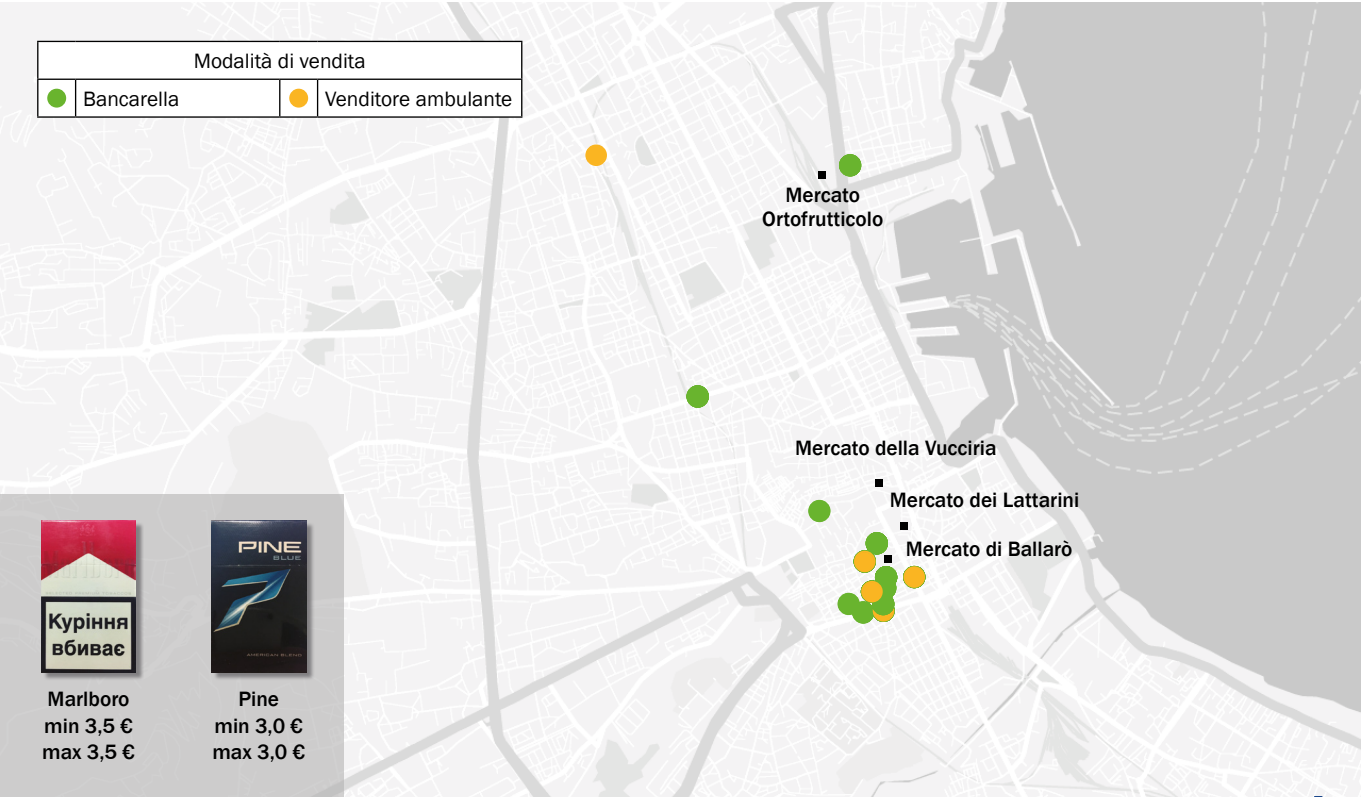 Modalità di vendita
Bancarella
Venditore ambulante
Mercato
Ortofrutticolo
Mercato della Vucciria
Mercato dei Lattarini
Mercato di Ballarò
Куріння
вбиває
PINE
BLUE
AMERICAN BLEND
Marlboro
min 3,5 €
max 3,5 €
Pine
min 3,0 €
max 3,0 €